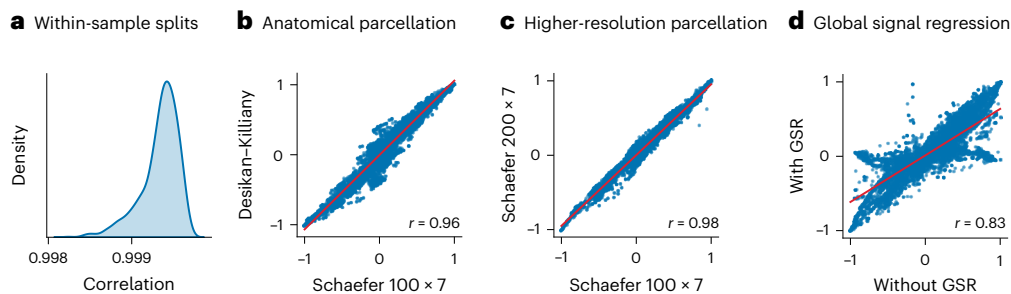 a Within-sample splits
Density
0.998
0.999
Correlation
b Anatomical parcellation
Desikan–Killiany
1
0
−1
r = 0.96
−1
0
1
Schaefer 100 × 7
c Higher-resolution parcellation
Schaefer 200 × 7
1
0
−1
r = 0.98
−1
0
1
Schaefer 100 × 7
d Global signal regression
With GSR
1
0
−1
r = 0.83
−1
0
1
Without GSR